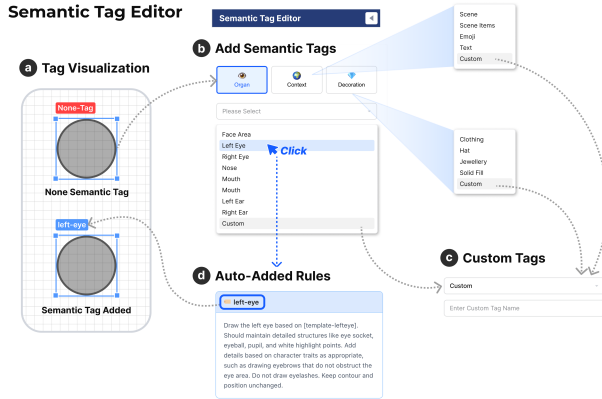 Semantic Tag Editor
Semantic Tag Editor
a Tag Visualization
None-Tag
None Semantic Tag
left-eye
Semantic Tag Added
b Add Semantic Tags
Organ
Context
Decoration
Please Select
Face Area
Left Eye
Right Eye
Nose
Mouth
Mouth
Left Ear
Right Ear
Custom
Click
Scene
Scene Items
Emoji
Text
Custom
Clothing
Hat
Jewellery
Solid Fill
Custom
c Custom Tags
Custom
Enter Custom Tag Name
d Auto-Added Rules
left-eye
Draw the left eye based on [template-lefteye].
Should maintain detailed structures like eye socket,
eyeball, pupil, and white highlight points. Add
details based on character traits as appropriate,
such as drawing eyebrows that do not obstruct the
eye area. Do not draw eyelashes. Keep contour and
position unchanged.